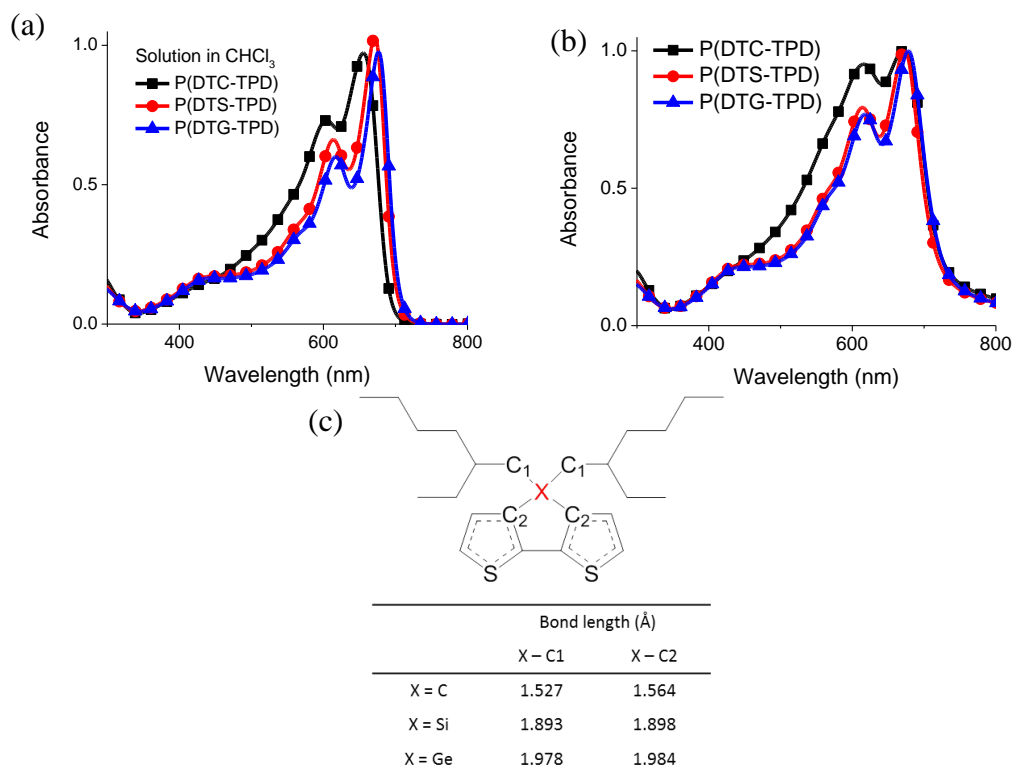 (a)
Solution in CHCl₃
P(DTC-TPD)
P(DTS-TPD)
P(DTG-TPD)
1.0
0.5
0.0
Absorbance
400
600
800
Wavelength (nm)
(b)
P(DTC-TPD)
P(DTS-TPD)
P(DTG-TPD)
1.0
0.5
0.0
Absorbance
400
600
800
Wavelength (nm)
(c)
C₁ C₁
X
C₂ C₂
S S
Bond length (Å)
X – C1 X – C2
X = C 1.527 1.564
X = Si 1.893 1.898
X = Ge 1.978 1.984